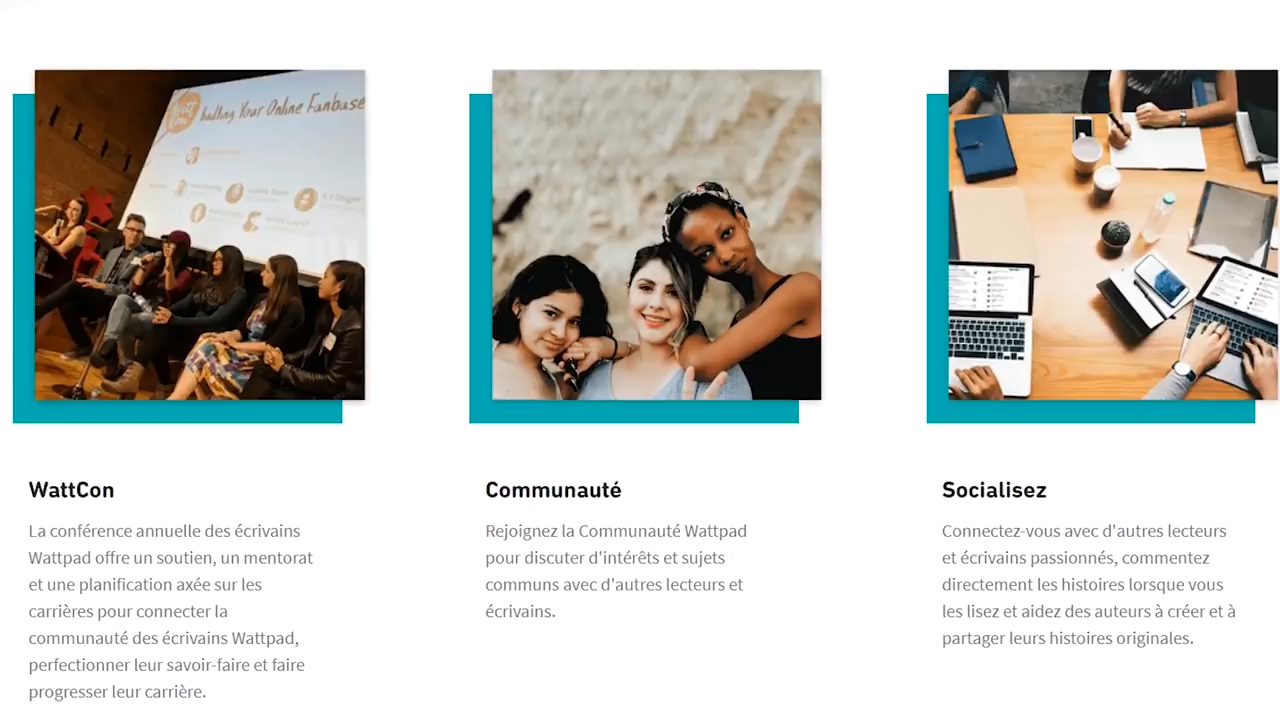 Watt
Con
Your Online Fanbase
WattCon
La conférence annuelle des écrivains
Wattpad offre un soutien, un mentorat
et une planification axée sur les
carrières pour connecter la
communauté des écrivains Wattpad,
perfectionner leur savoir-faire et faire
progresser leur carrière.
Communauté
Rejoignez la Communauté Wattpad
pour discuter d'intérêts et sujets
communs avec d'autres lecteurs et
écrivains.
Socialisez
Connectez-vous avec d'autres lecteurs
et écrivains passionnés, commentez
directement les histoires lorsque vous
les lisez et aidez des auteurs à créer et à
partager leurs histoires originales.